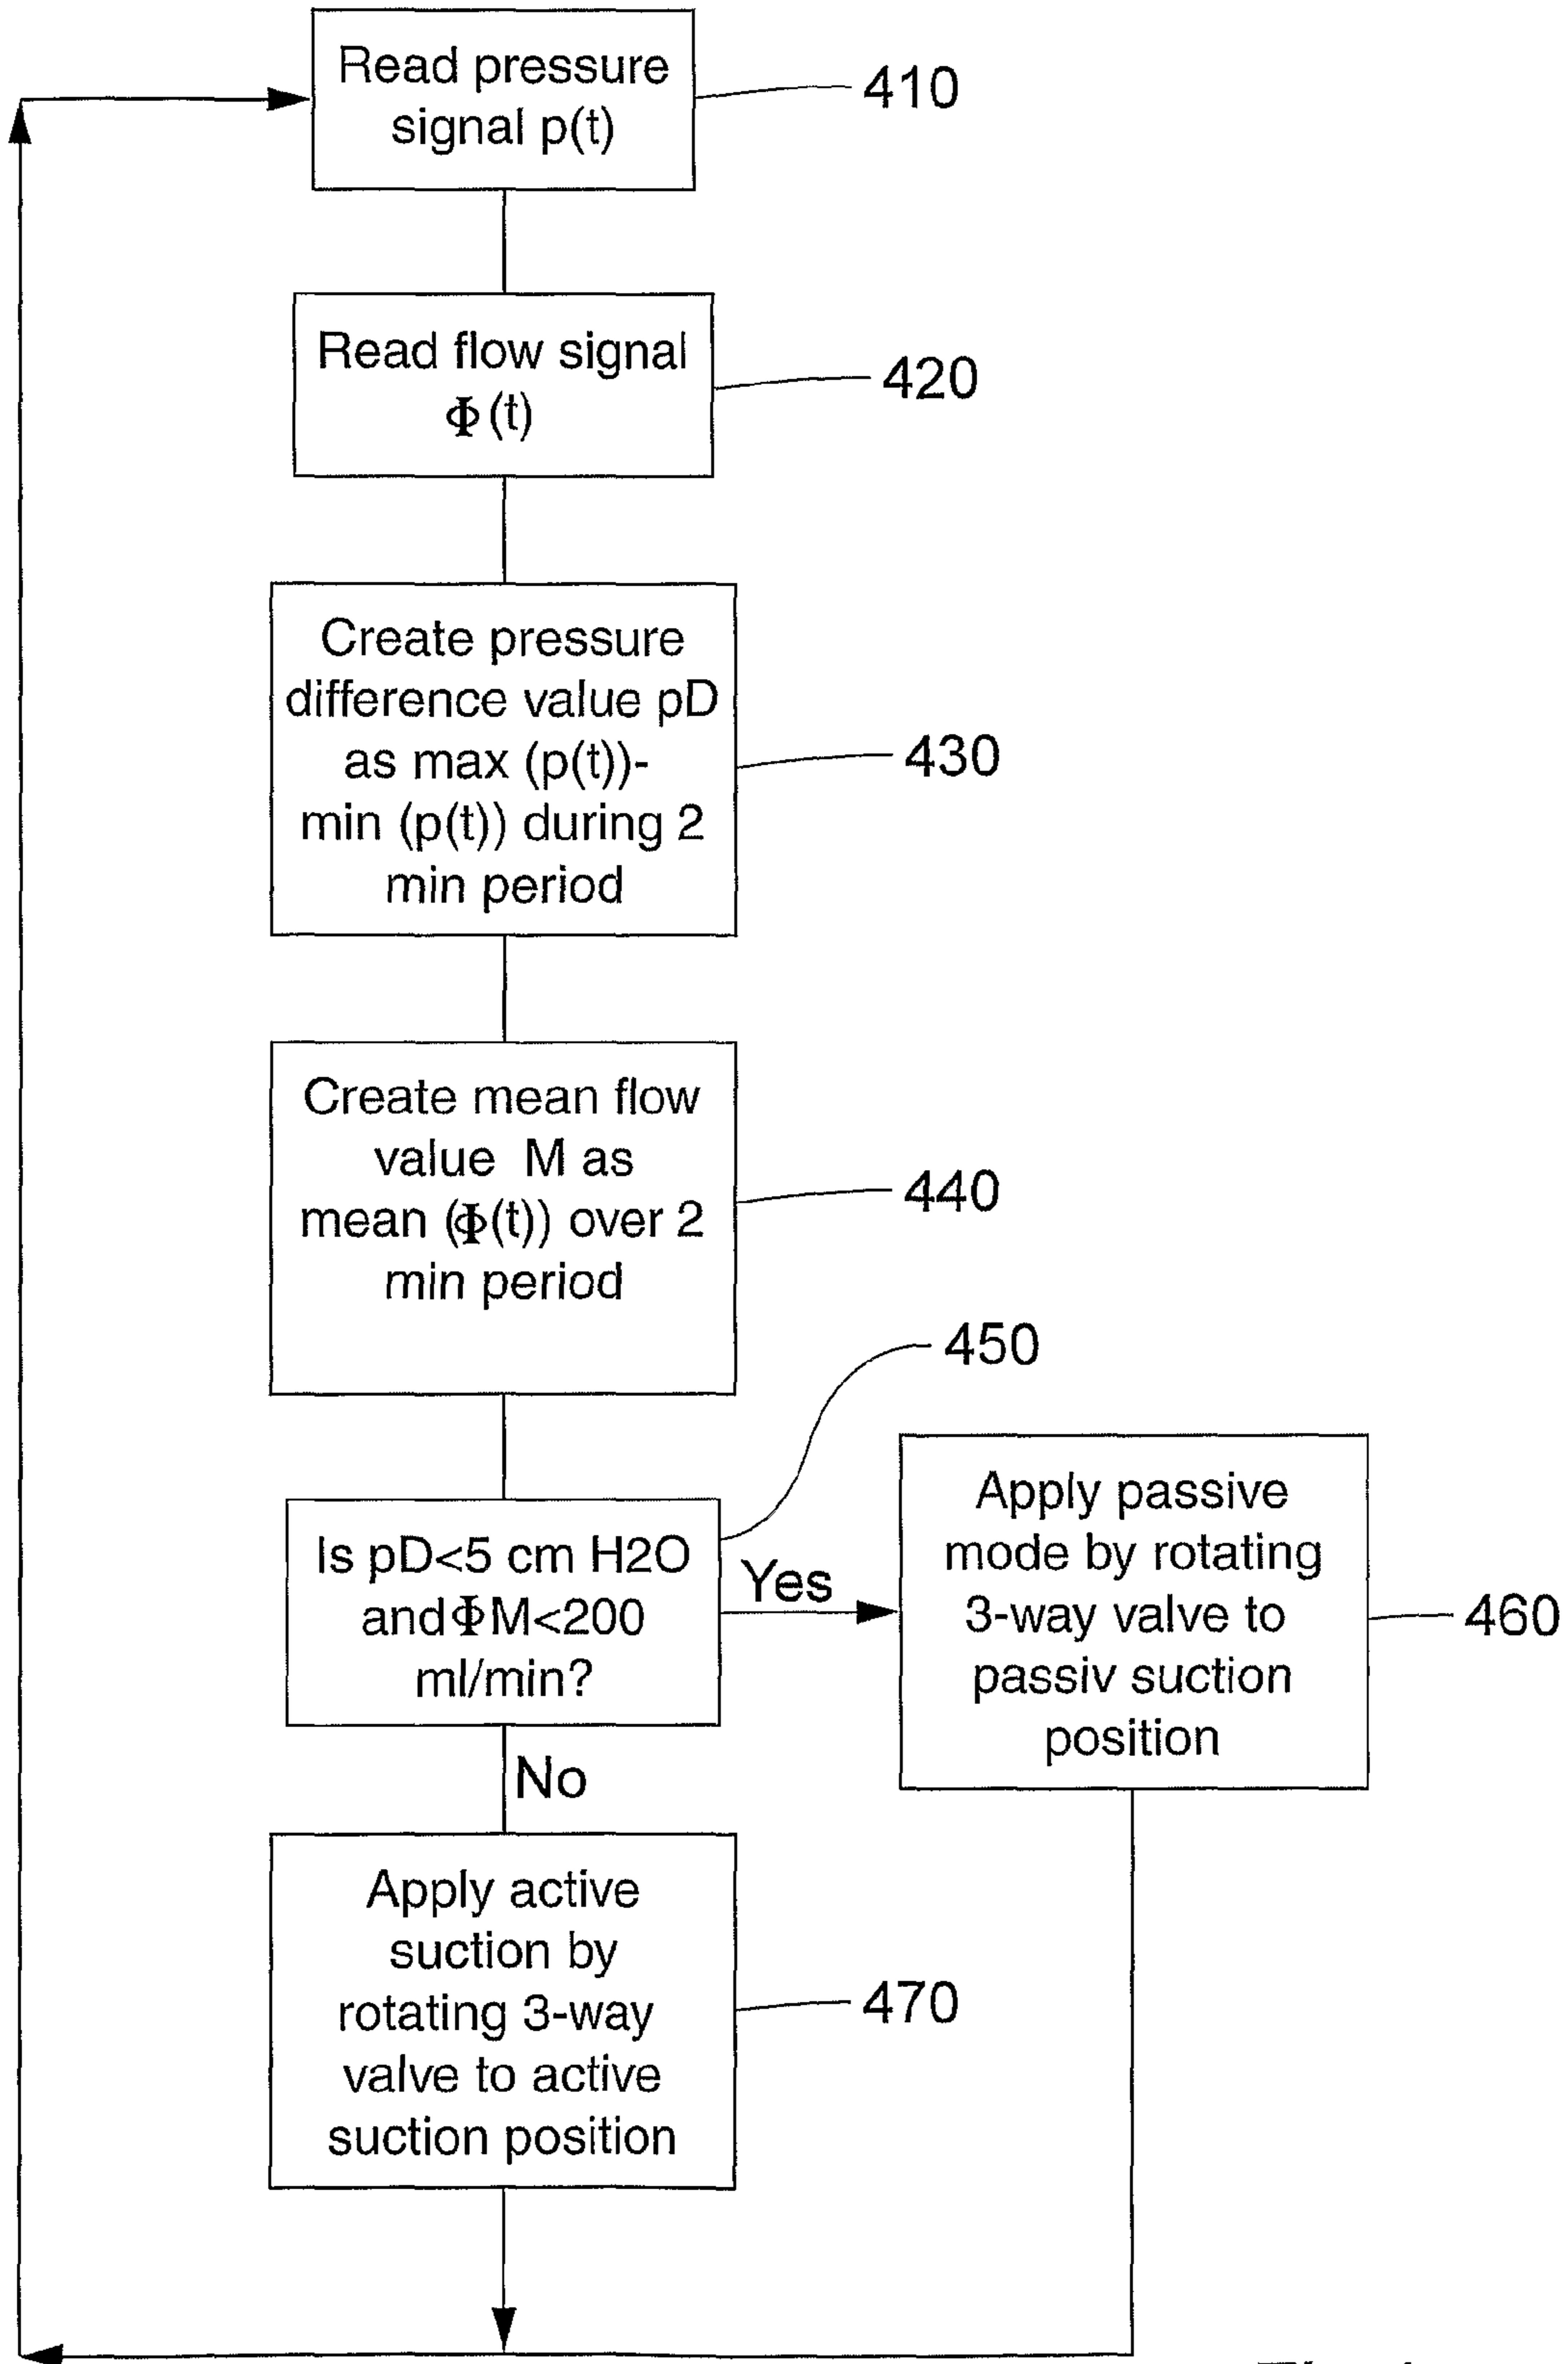 Read pressure
signal p(t)
410
Read flow signal
Φ(t)
420
Create pressure
difference value pD
as max (p(t))-
min (p(t)) during 2
min period
430
Create mean flow
value M as
mean (Φ(t)) over 2
min period
440
450
Is pD<5 cm H2O
andΦM<200
ml/min?
Yes
Apply passive
mode by rotating
3-way valve to
passiv suction
position
460
No
Apply active
suction by
rotating 3-way
valve to active
suction position
470